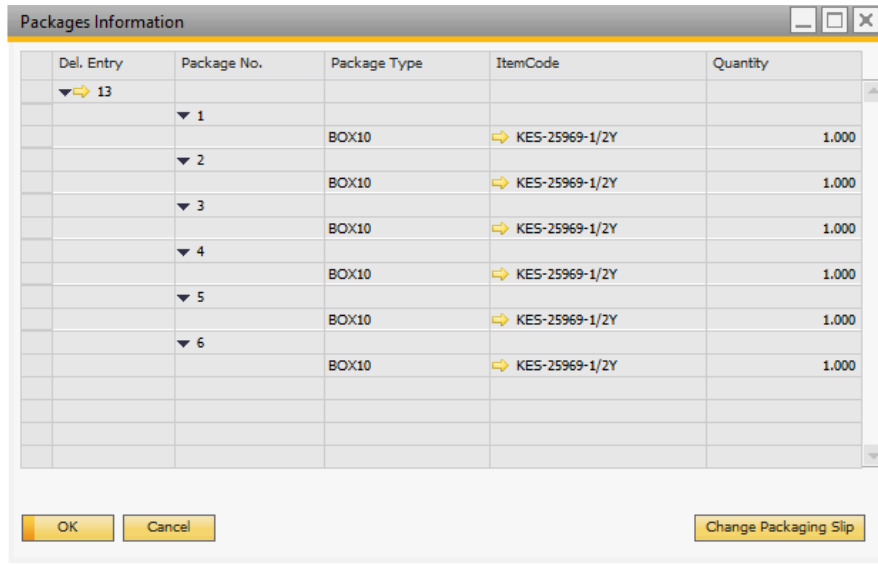 Packages Information
Del. Entry Package No. Package Type ItemCode Quantity
13
1
BOX10 KES-25969-1/2Y 1.000
2
BOX10 KES-25969-1/2Y 1.000
3
BOX10 KES-25969-1/2Y 1.000
4
BOX10 KES-25969-1/2Y 1.000
5
BOX10 KES-25969-1/2Y 1.000
6
BOX10 KES-25969-1/2Y 1.000
OK Cancel Change Packaging Slip